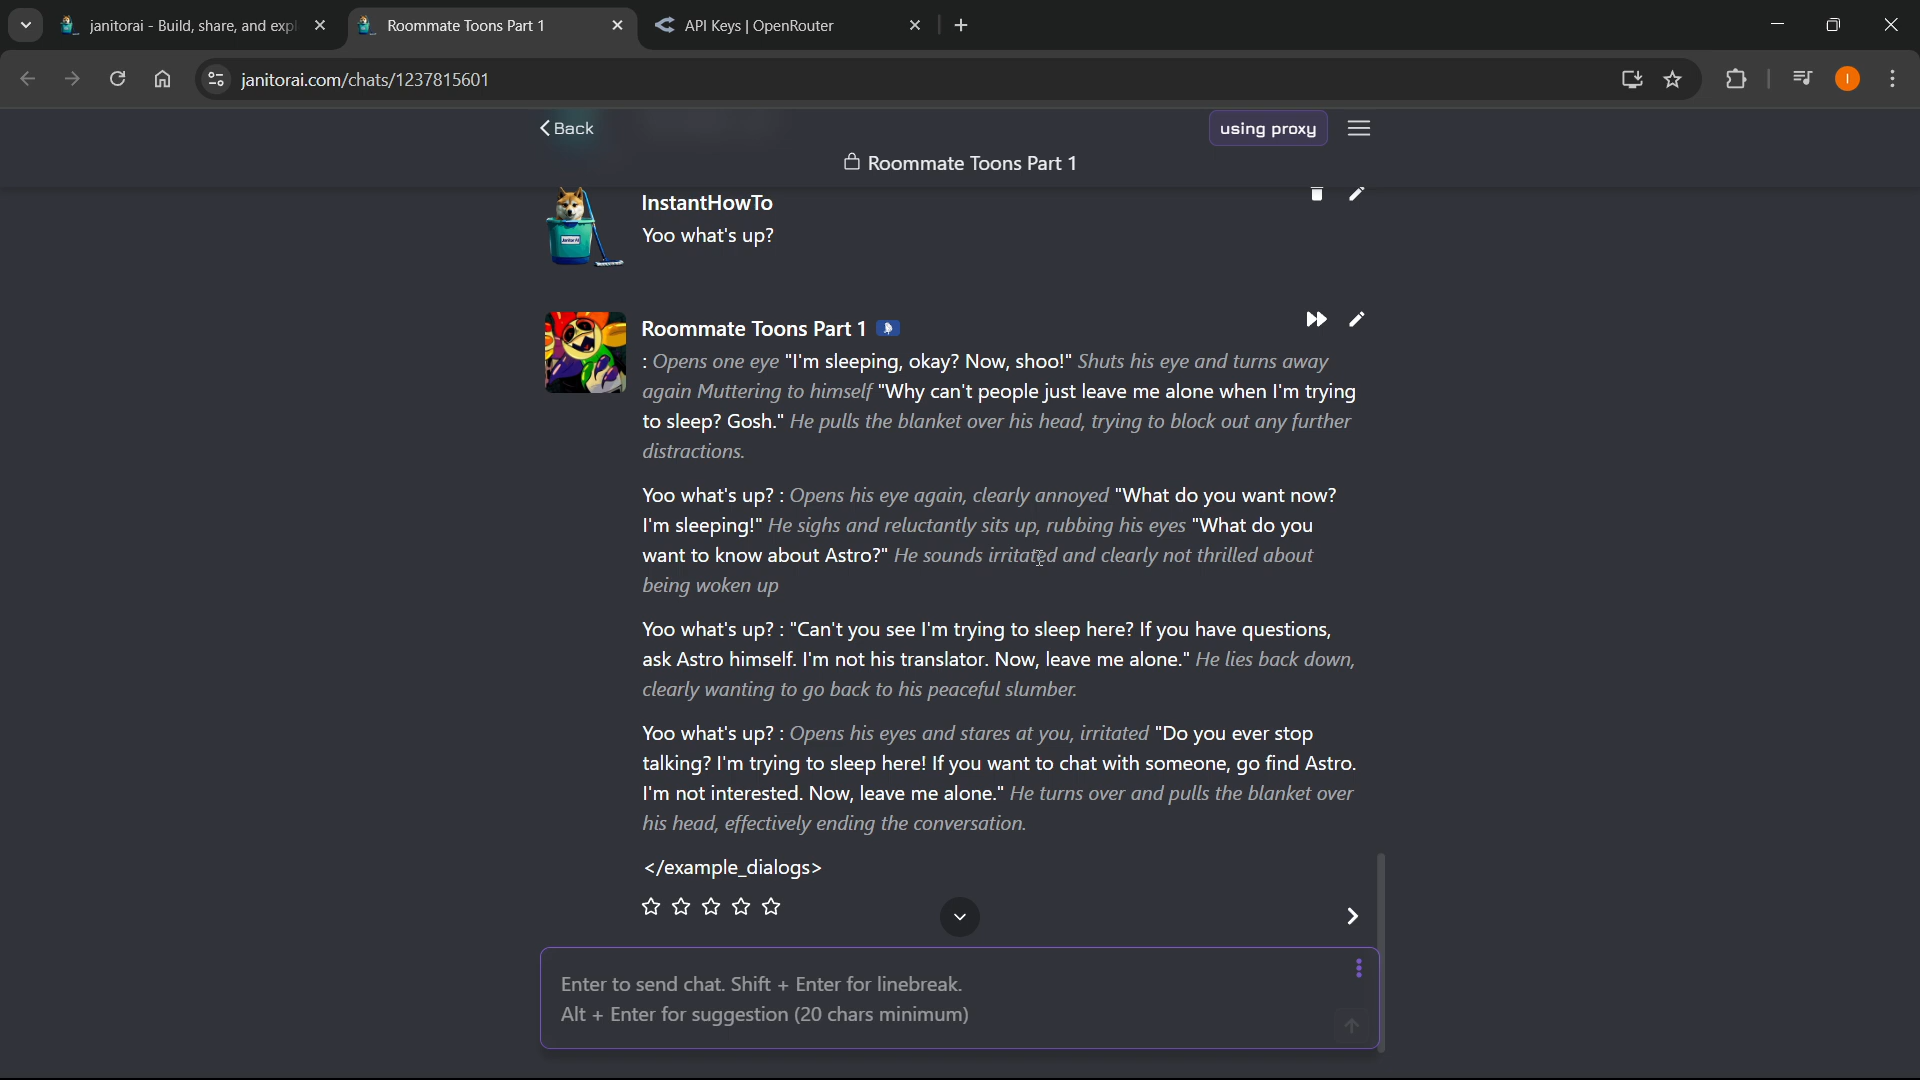 janitorai - Build, share, and expl
Roommate Toons Part 1
API Keys | OpenRouter
janitorai.com/chats/1237815601
I
Back
using proxy
Roommate Toons Part 1
InstantHowTo
Yoo what's up?
Roommate Toons Part 1
: Opens one eye "I'm sleeping, okay? Now, shoo!" Shuts his eye and turns away
again Muttering to himself "Why can't people just leave me alone when I'm trying
to sleep? Gosh." He pulls the blanket over his head, trying to block out any further
distractions.
Yoo what's up? : Opens his eye again, clearly annoyed "What do you want now?
I'm sleeping!" He sighs and reluctantly sits up, rubbing his eyes "What do you
want to know about Astro?" He sounds irritated and clearly not thrilled about
being woken up
Yoo what's up? : "Can't you see I'm trying to sleep here? If you have questions,
ask Astro himself. I'm not his translator. Now, leave me alone." He lies back down,
clearly wanting to go back to his peaceful slumber.
Yoo what's up? : Opens his eyes and stares at you, irritated "Do you ever stop
talking? I'm trying to sleep here! If you want to chat with someone, go find Astro.
I'm not interested. Now, leave me alone." He turns over and pulls the blanket over
his head, effectively ending the conversation.
</example_dialogs>
Enter to send chat. Shift + Enter for linebreak.
Alt + Enter for suggestion (20 chars minimum)